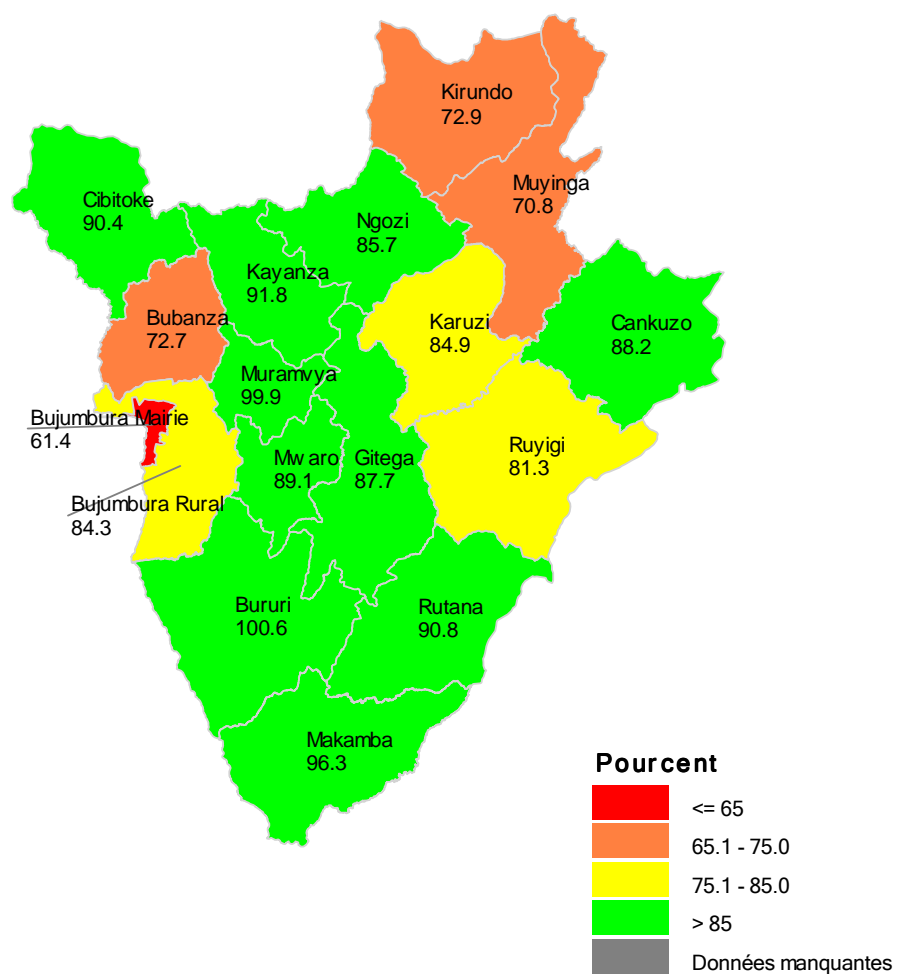 Kirundo
72.9
Muyinga
70.8
Cibitoke
90.4
Ngozi
85.7
Kayanza
91.8
Bubanza
72.7
Karuzi
84.9
Cankuzo
88.2
Muramvya
99.9
Bujumbura Mairie
61.4
Mwaro
89.1
Gitega
87.7
Ruyigi
81.3
Bujumbura Rural
84.3
Bururi
100.6
Rutana
90.8
Makamba
96.3
Pourcent
<= 65
65.1 - 75.0
75.1 - 85.0
> 85
Données manquantes